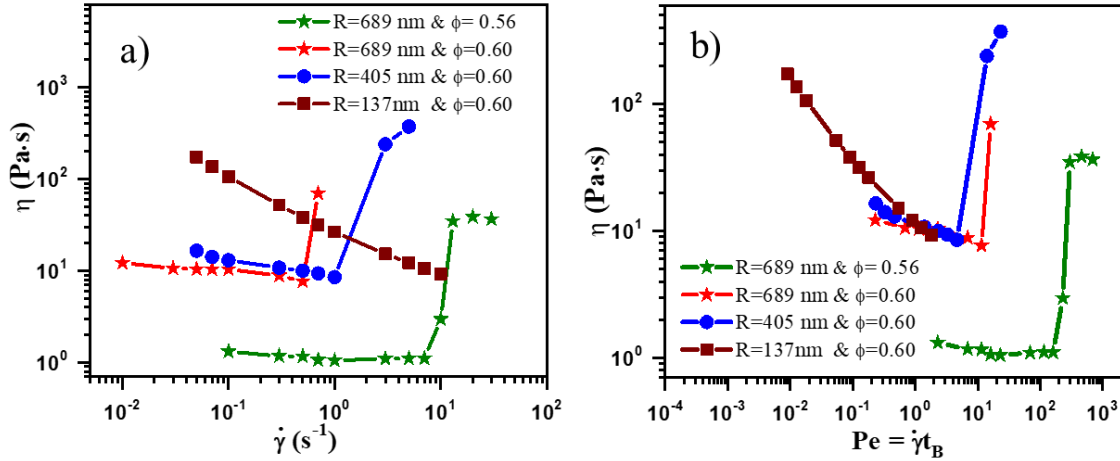 a)
R=689 nm & ϕ= 0.56
R=689 nm & ϕ=0.60
R=405 nm & ϕ=0.60
R=137nm & ϕ=0.60
η (Pa·s)
10³
10²
10¹
10⁰
10⁻² 10⁻¹ 10⁰ 10¹ 10²
γ̇ (s⁻¹)
b)
R=689 nm & ϕ= 0.56
R=689 nm & ϕ=0.60
R=405 nm & ϕ=0.60
R=137nm & ϕ=0.60
η (Pa·s)
10²
10¹
10⁰
10⁻⁴ 10⁻³ 10⁻² 10⁻¹ 10⁰ 10¹ 10² 10³
Pe = γ̇t_B